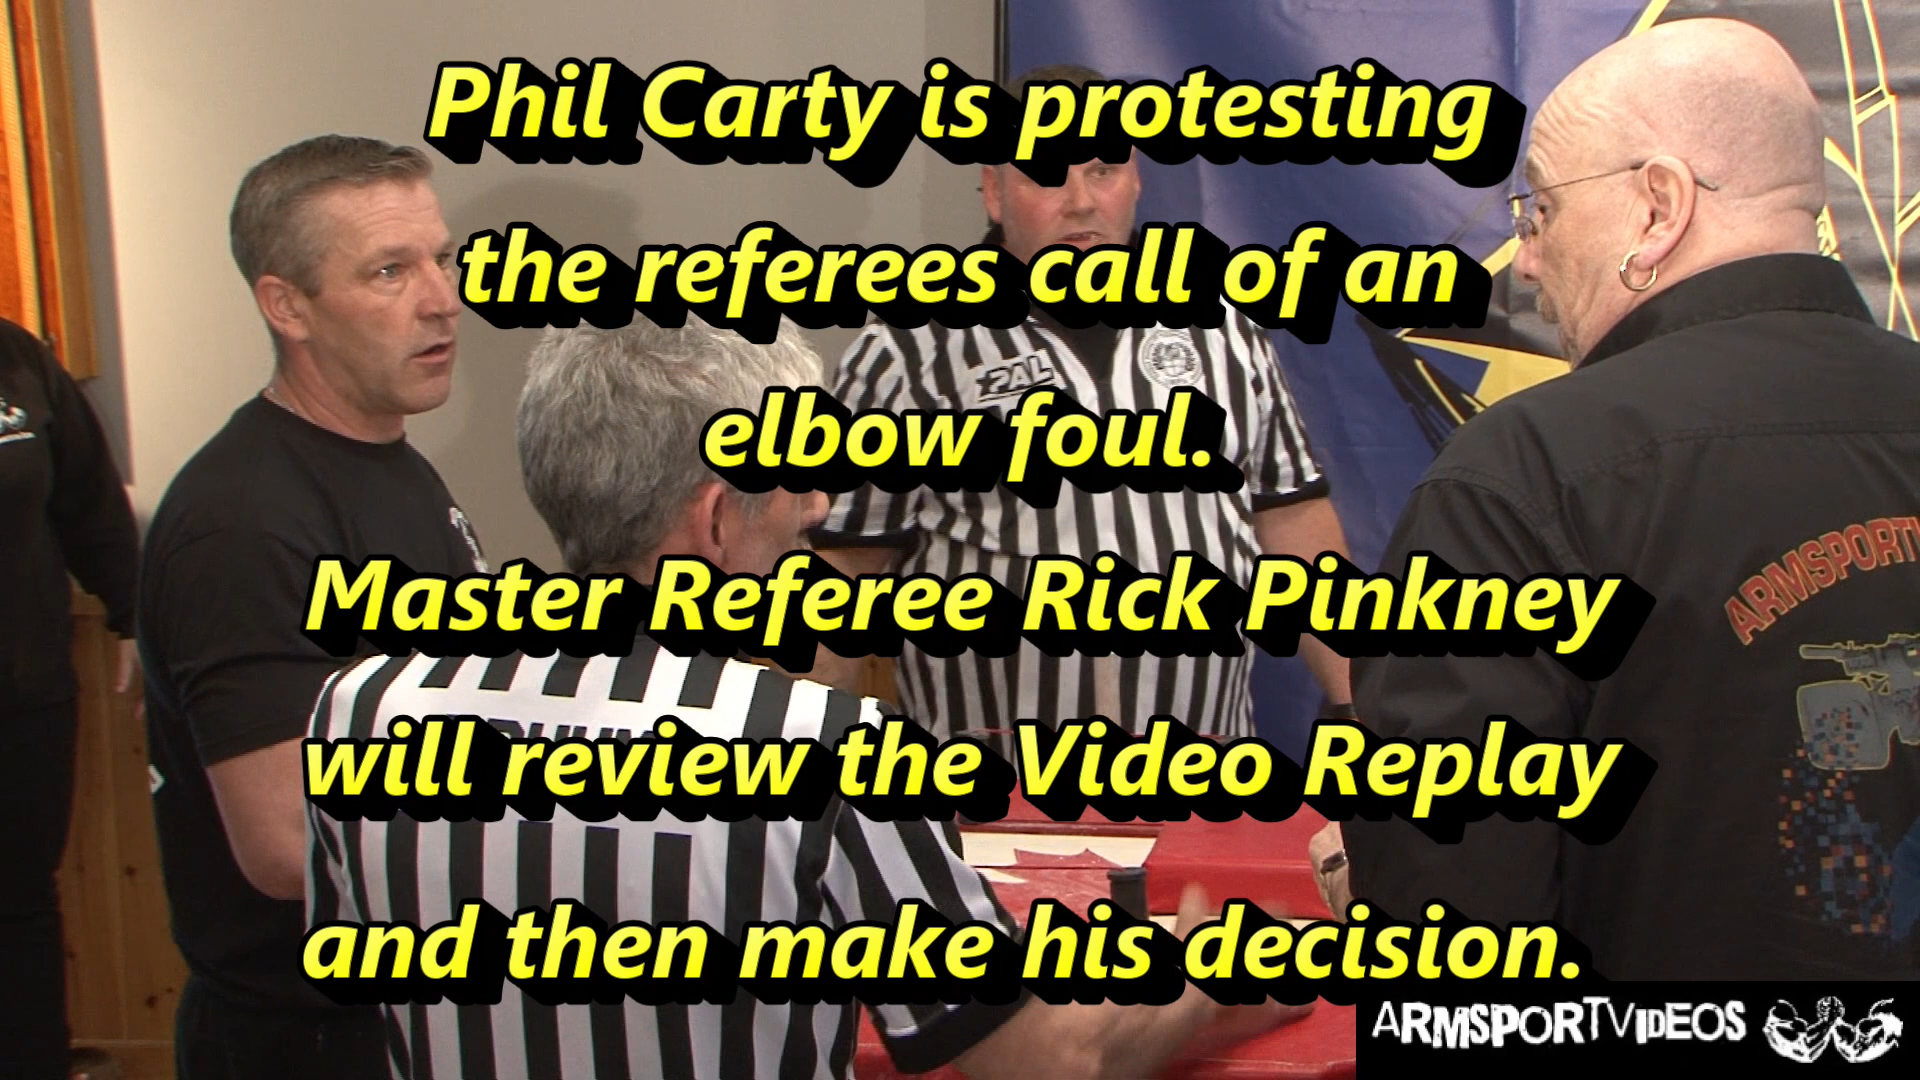 Phil Carty is protesting
the referees call of an
elbow foul.
Master Referee Rick Pinkney
will review the Video Replay
and then make his decision.
PAL
ARMSPORTVIDEOS